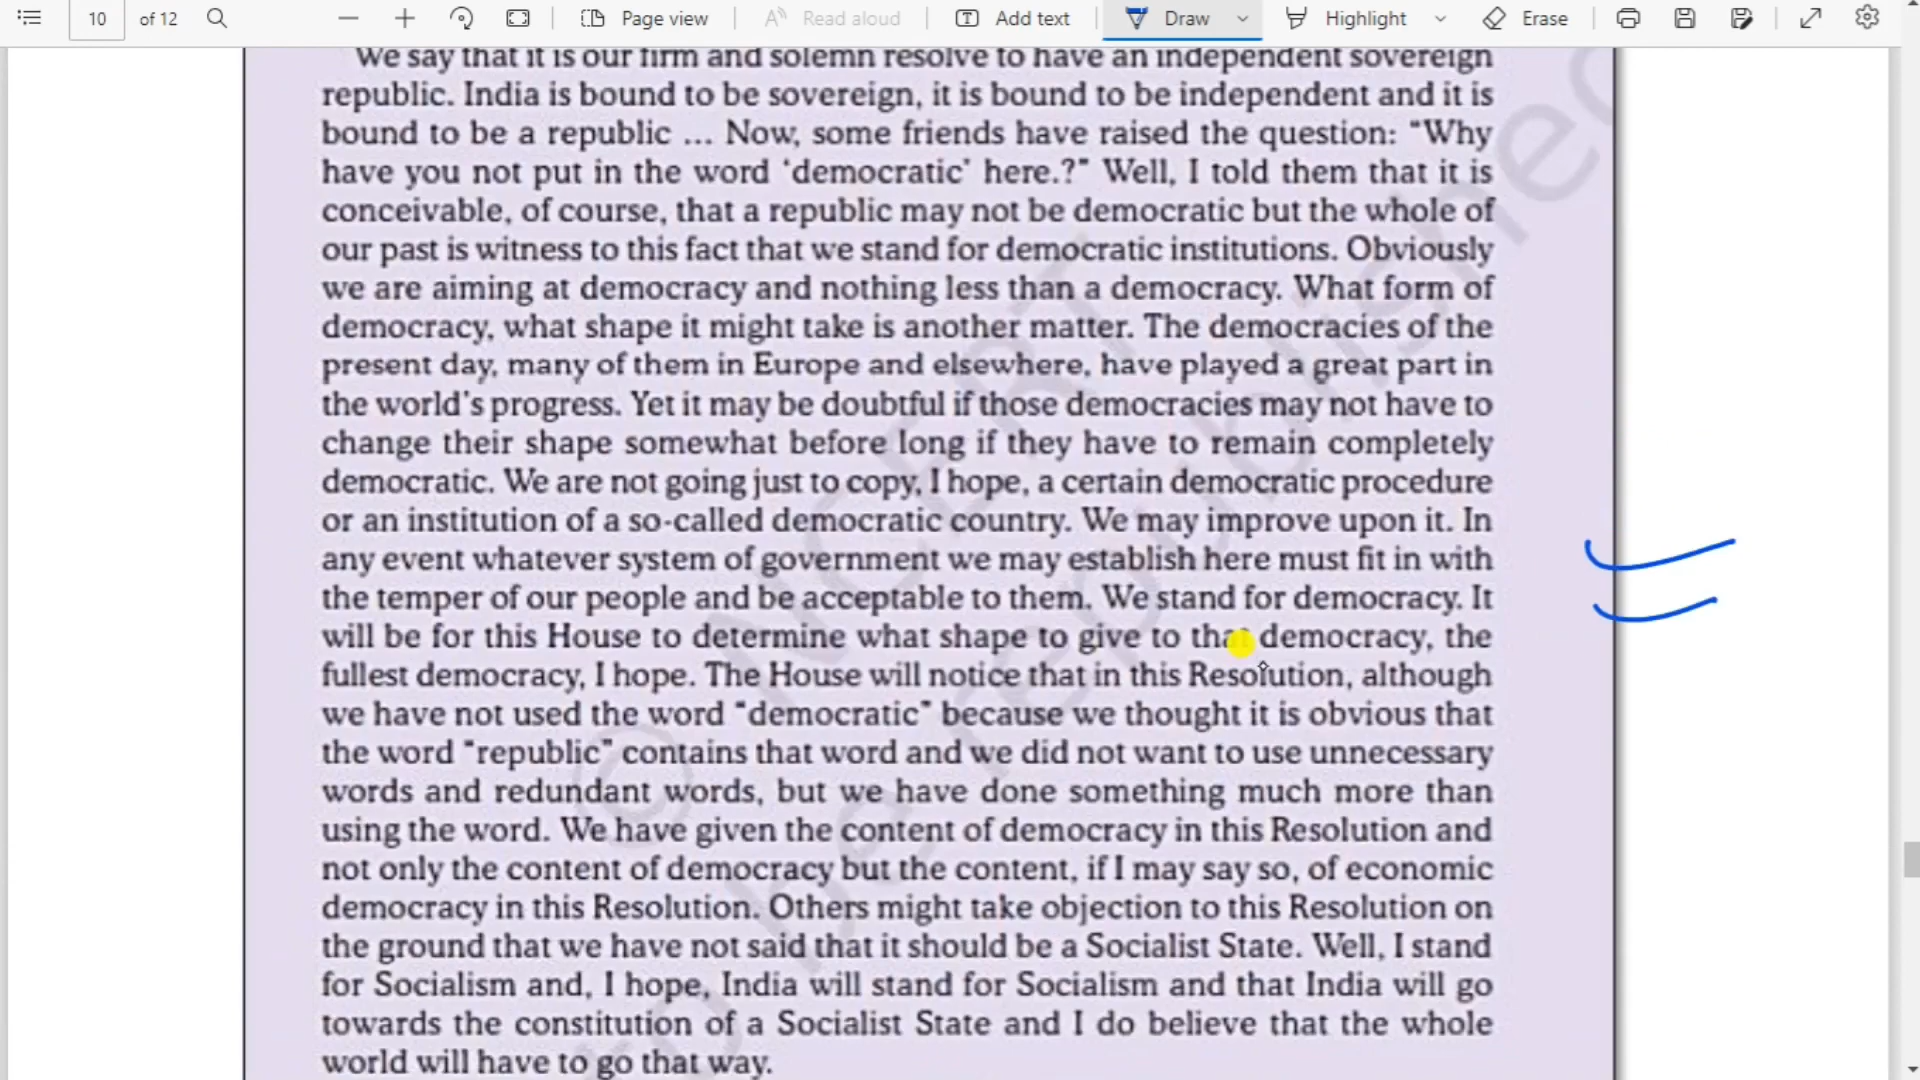 10 of 12 Page view Read aloud Add text Draw Highlight Erase
We say that it is our firm and solemn resolve to have an independent sovereign
republic. India is bound to be sovereign, it is bound to be independent and it is
bound to be a republic ... Now, some friends have raised the question: “Why
have you not put in the word ‘democratic’ here.?” Well, I told them that it is
conceivable, of course, that a republic may not be democratic but the whole of
our past is witness to this fact that we stand for democratic institutions. Obviously
we are aiming at democracy and nothing less than a democracy. What form of
democracy, what shape it might take is another matter. The democracies of the
present day, many of them in Europe and elsewhere, have played a great part in
the world's progress. Yet it may be doubtful if those democracies may not have to
change their shape somewhat before long if they have to remain completely
democratic. We are not going just to copy, I hope, a certain democratic procedure
or an institution of a so-called democratic country. We may improve upon it. In
any event whatever system of government we may establish here must fit in with
the temper of our people and be acceptable to them. We stand for democracy. It
will be for this House to determine what shape to give to that democracy, the
fullest democracy, I hope. The House will notice that in this Resolution, although
we have not used the word “democratic” because we thought it is obvious that
the word “republic” contains that word and we did not want to use unnecessary
words and redundant words, but we have done something much more than
using the word. We have given the content of democracy in this Resolution and
not only the content of democracy but the content, if I may say so, of economic
democracy in this Resolution. Others might take objection to this Resolution on
the ground that we have not said that it should be a Socialist State. Well, I stand
for Socialism and, I hope, India will stand for Socialism and that India will go
towards the constitution of a Socialist State and I do believe that the whole
world will have to go that way.
© NCERT
to be republished